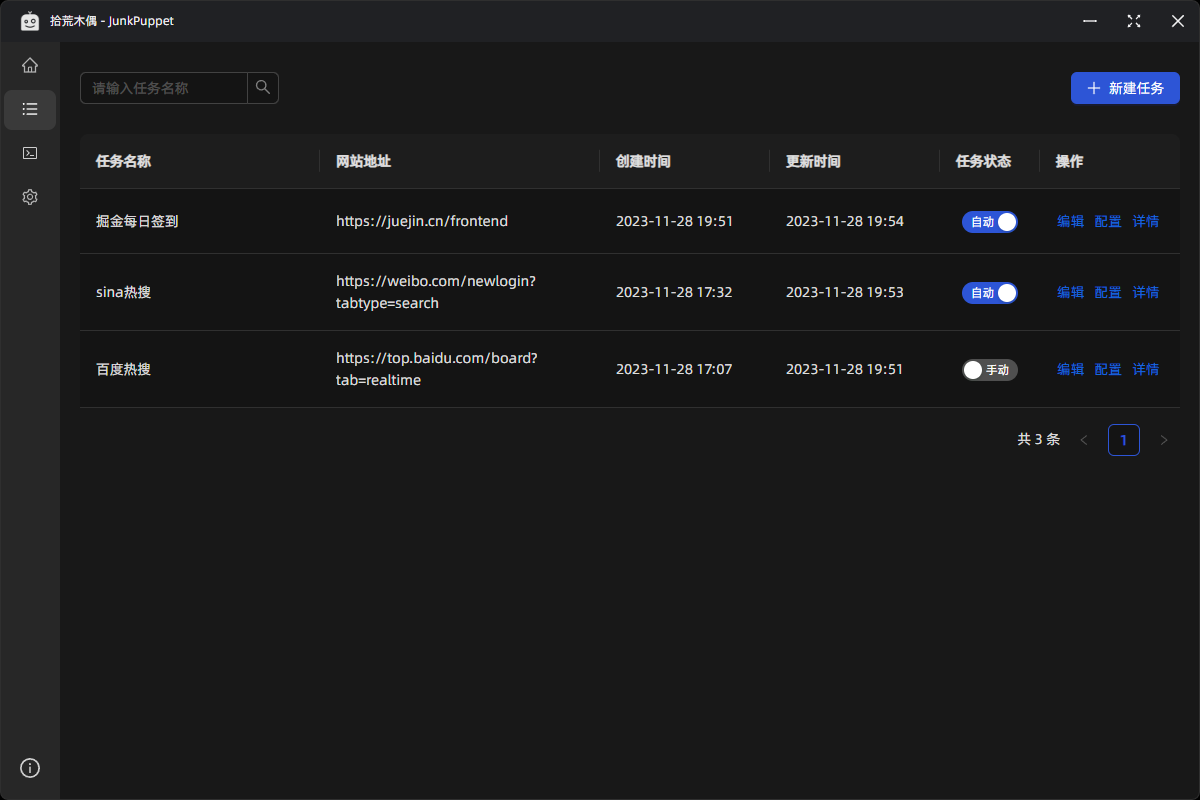 拾荒木偶 - JunkPuppet
请输入任务名称
新建任务
任务名称 网站地址 创建时间 更新时间 任务状态 操作
掘金每日签到 https://juejin.cn/frontend 2023-11-28 19:51 2023-11-28 19:54 自动 编辑 配置 详情
sina热搜 https://weibo.com/newlogin?
tabtype=search 2023-11-28 17:32 2023-11-28 19:53 自动 编辑 配置 详情
百度热搜 https://top.baidu.com/board?
tab=realtime 2023-11-28 17:07 2023-11-28 19:51 手动 编辑 配置 详情
共 3 条 1